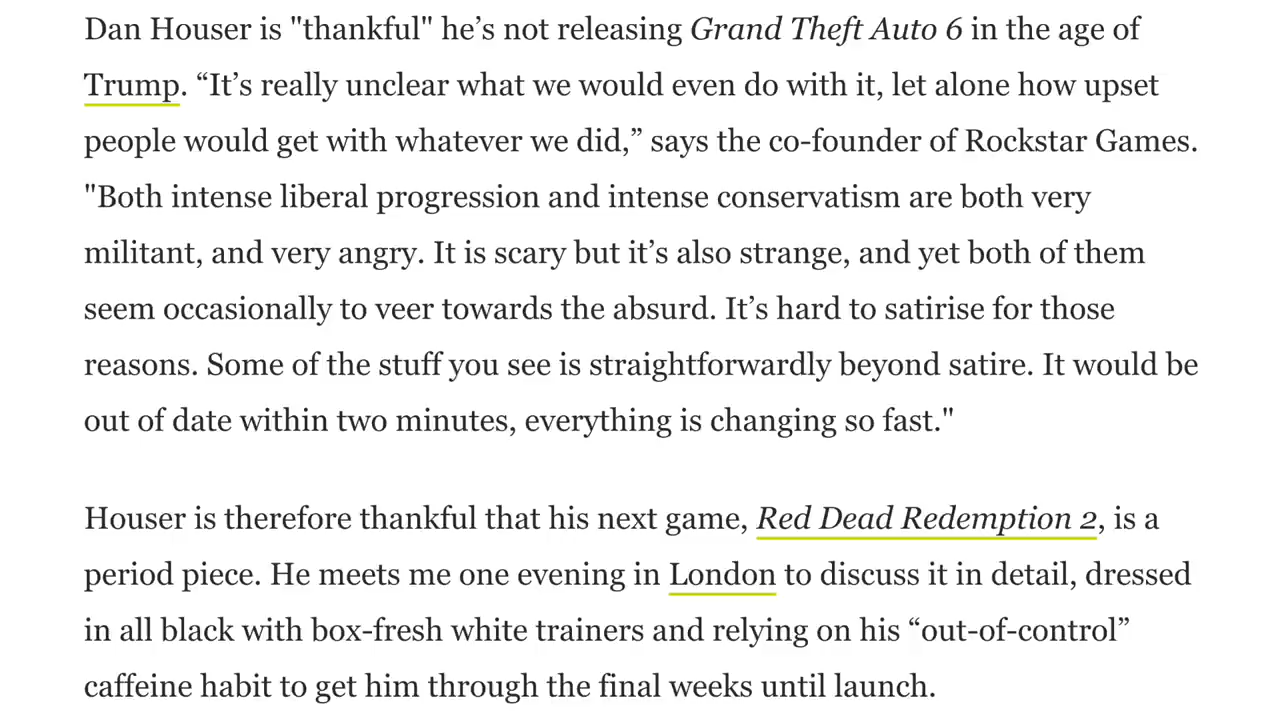 Dan Houser is "thankful" he’s not releasing Grand Theft Auto 6 in the age of
Trump. “It’s really unclear what we would even do with it, let alone how upset
people would get with whatever we did,” says the co-founder of Rockstar Games.
"Both intense liberal progression and intense conservatism are both very
militant, and very angry. It is scary but it’s also strange, and yet both of them
seem occasionally to veer towards the absurd. It’s hard to satirise for those
reasons. Some of the stuff you see is straightforwardly beyond satire. It would be
out of date within two minutes, everything is changing so fast."
Houser is therefore thankful that his next game, Red Dead Redemption 2, is a
period piece. He meets me one evening in London to discuss it in detail, dressed
in all black with box-fresh white trainers and relying on his “out-of-control”
caffeine habit to get him through the final weeks until launch.